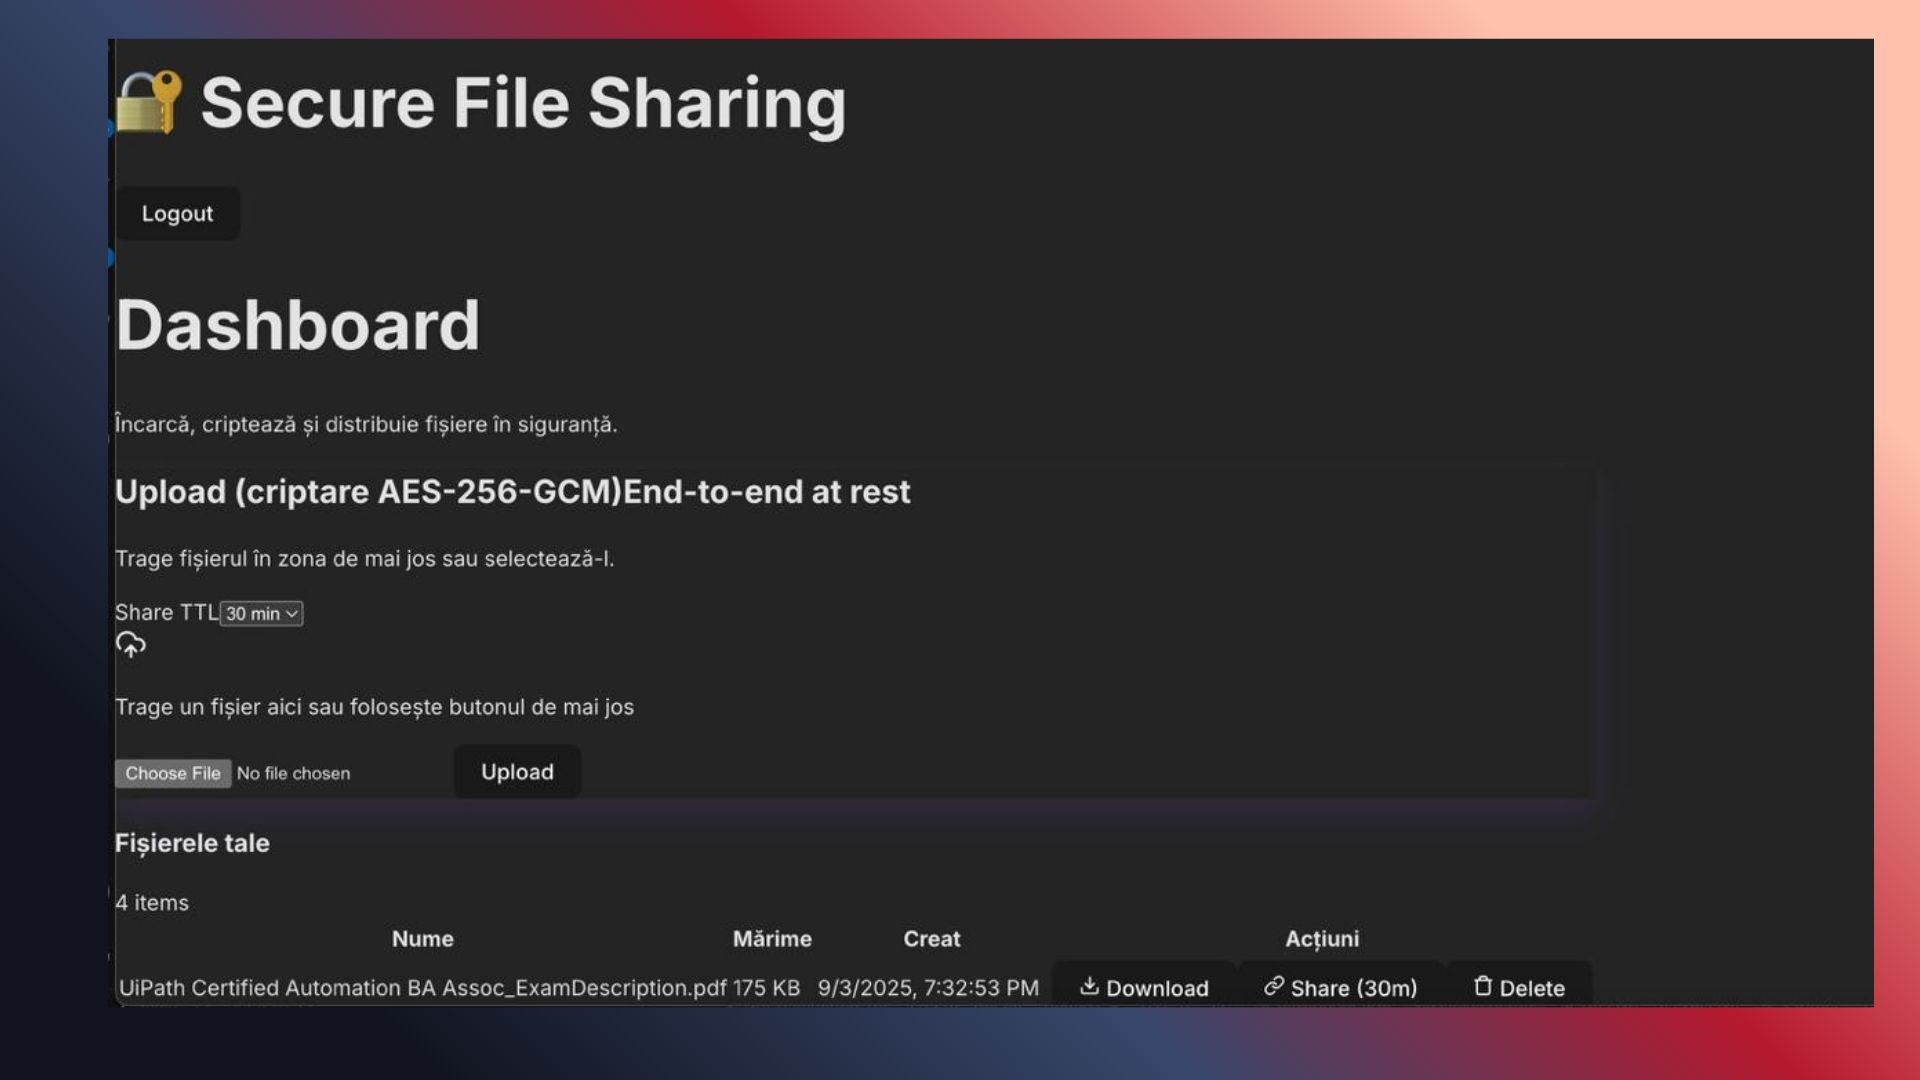 Secure File Sharing
Logout
Dashboard
Încarcă, criptează și distribuie fișiere în siguranță.
Upload (criptare AES-256-GCM)End-to-end at rest
Trage fișierul în zona de mai jos sau selectează-l.
Share TTL 30 min
Trage un fișier aici sau folosește butonul de mai jos
Choose File No file chosen Upload
Fișierele tale
4 items
Nume Mărime Creat Acțiuni
UiPath Certified Automation BA Assoc_ExamDescription.pdf 175 KB 9/3/2025, 7:32:53 PM Download Share (30m) Delete